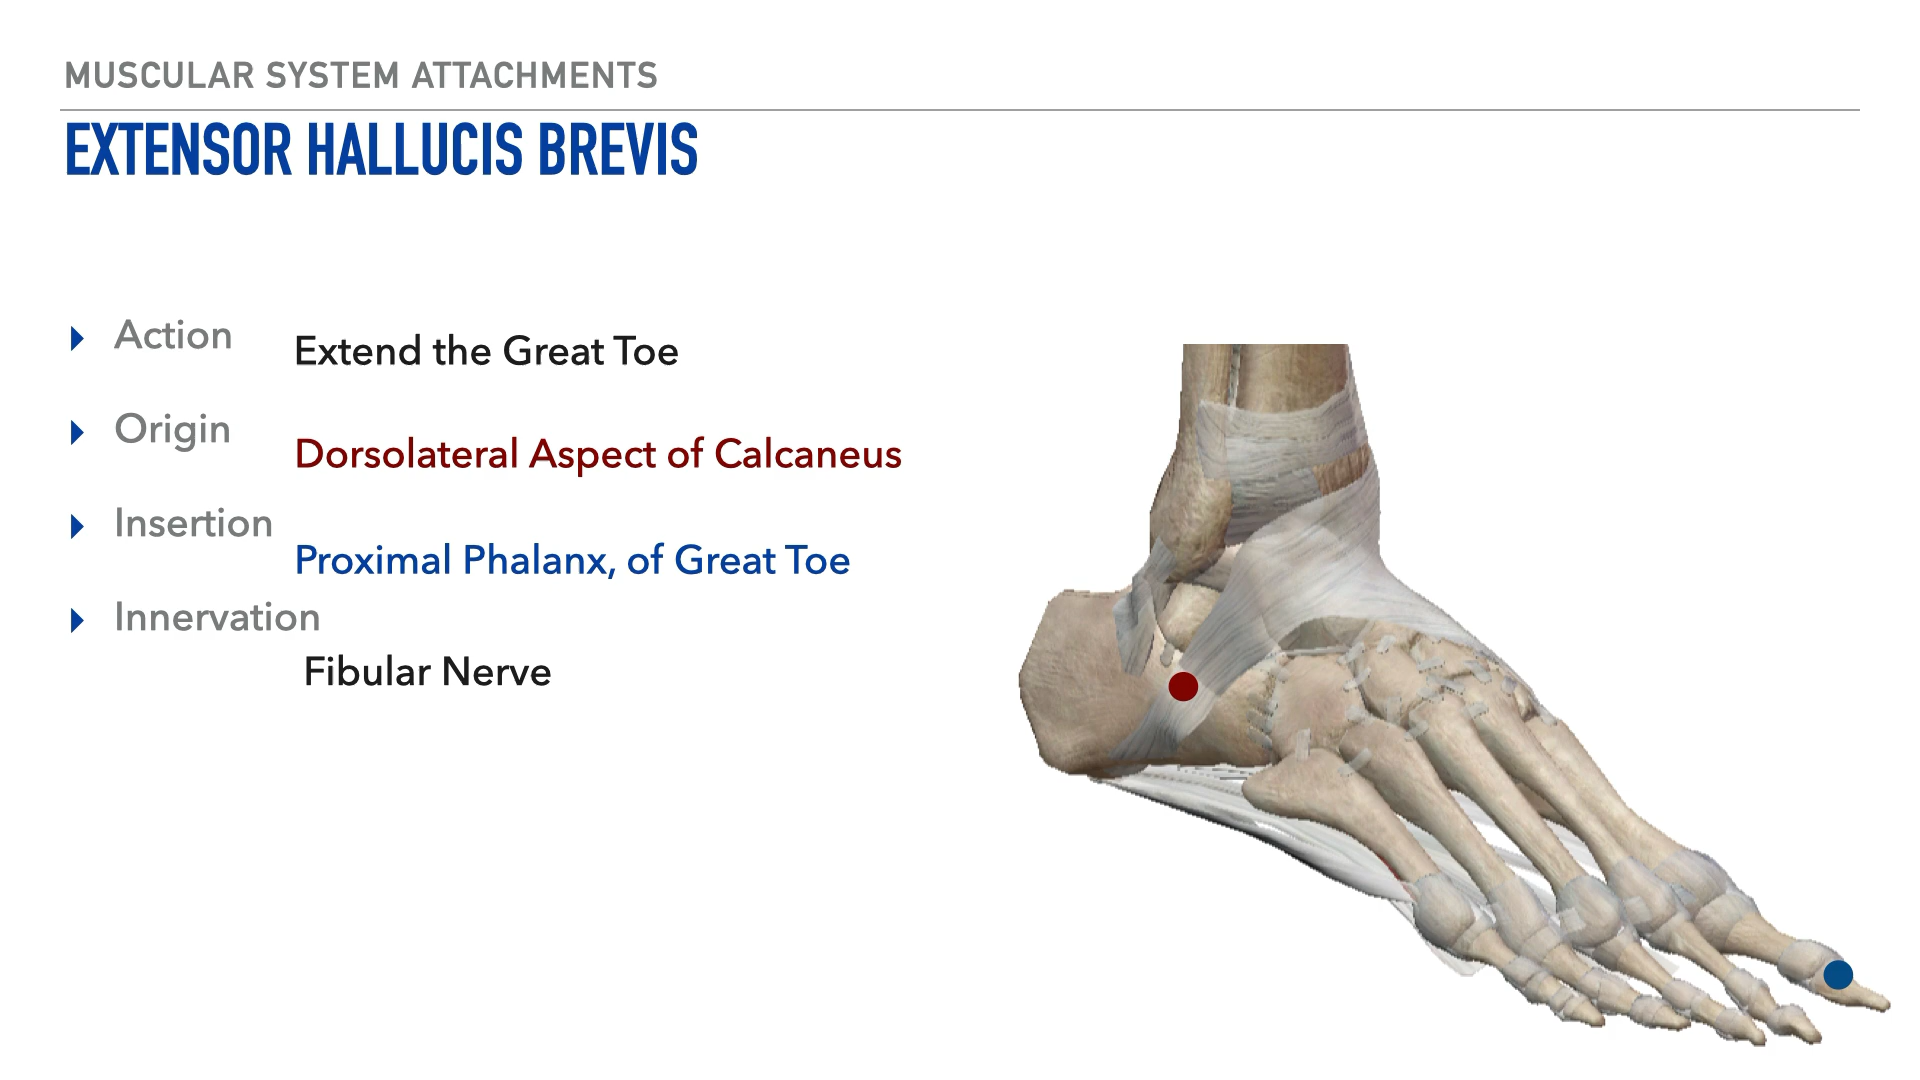 MUSCULAR SYSTEM ATTACHMENTS
EXTENSOR HALLUCIS BREVIS
Action
Extend the Great Toe
Origin
Dorsolateral Aspect of Calcaneus
Insertion
Proximal Phalanx, of Great Toe
Innervation
Fibular Nerve